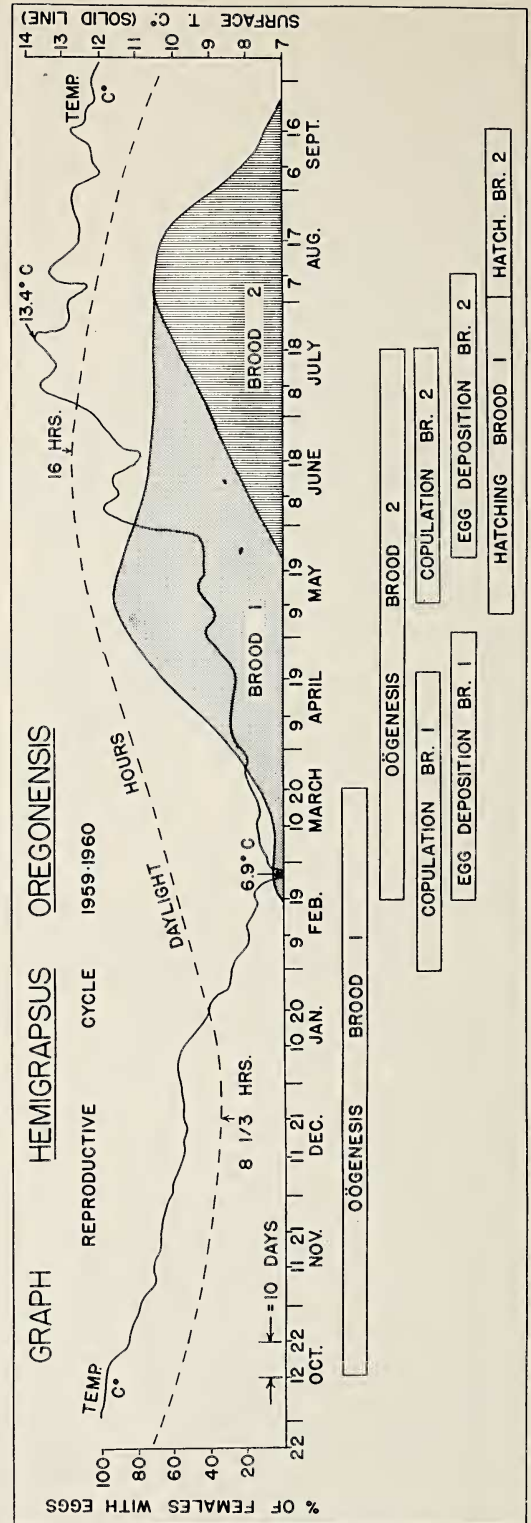 GRAPH HEMIGRAPSUS OREGONENSIS
REPRODUCTIVE CYCLE 1959-1960
% OF FEMALES WITH EGGS
100
80
60
40
20
TEMP. C°
DAYLIGHT HOURS
8 1/3 HRS.
6.9° C
16 HRS.
13.4° C
TEMP. C°
=10 DAYS
BROOD 1
BROOD 2
SURFACE T. C° (SOLID LINE)
14
13
12
11
10
9
8
7
22 12 22 11 21 11 21 10 20 9 19 10 20 9 19 9 19 8 18 8 18 7 17 6 16
OCT. NOV. DEC. JAN. FEB. MARCH APRIL MAY JUNE JULY AUG. SEPT.
OÖGENESIS BROOD 1
OÖGENESIS BROOD 2
COPULATION BR. 1
COPULATION BR. 2
EGG DEPOSITION BR. 1
EGG DEPOSITION BR. 2
HATCHING BROOD 1
HATCH. BR. 2